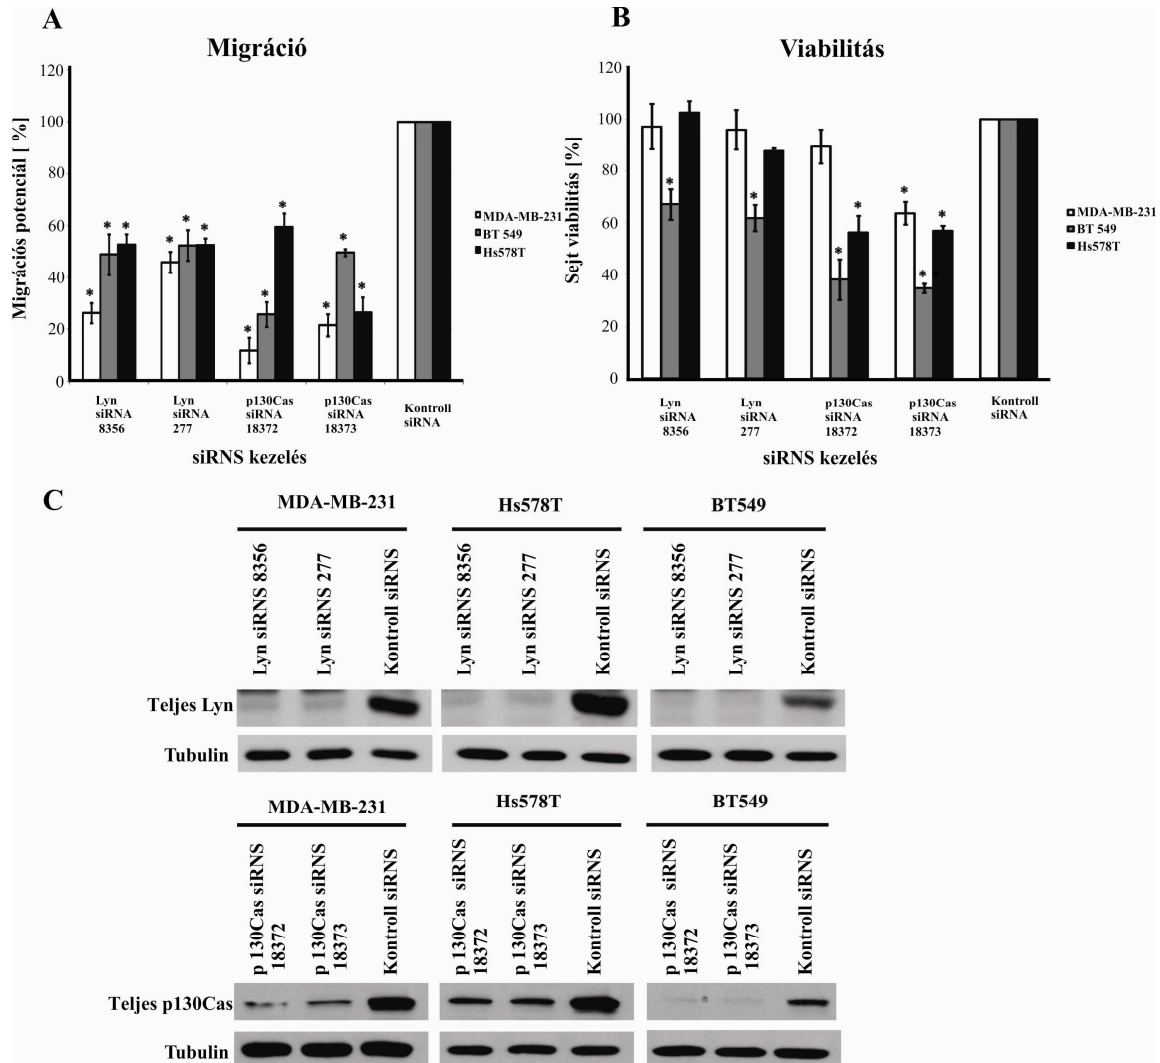 A
Migráció
Migrációs potenciál [ %]
120
100
80
60
40
20
0
* * * * * * * * * * * *
MDA-MB-231
BT 549
Hs578T
Lyn siRNA 8356
Lyn siRNA 277
p130Cas siRNA 18372
p130Cas siRNA 18373
Kontroll siRNA
siRNS kezelés
B
Viabilitás
Sejt viabilitás [%]
120
100
80
60
40
20
0
* * * * * * *
MDA-MB-231
BT 549
Hs578T
Lyn siRNA 8356
Lyn siRNA 277
p130Cas siRNA 18372
p130Cas siRNA 18373
Kontroll siRNA
siRNS kezelés
C
MDA-MB-231
Hs578T
BT549
Lyn siRNS 8356
Lyn siRNS 277
Kontroll siRNS
Lyn siRNS 8356
Lyn siRNS 277
Kontroll siRNS
Lyn siRNS 8356
Lyn siRNS 277
Kontroll siRNS
Teljes Lyn
Tubulin
MDA-MB-231
Hs578T
BT549
p 130Cas siRNS
18372
p 130Cas siRNS
18373
Kontroll siRNS
p 130Cas siRNS
18372
p 130Cas siRNS
18373
Kontroll siRNS
p 130Cas siRNS
18372
p 130Cas siRNS
18373
Kontroll siRNS
Teljes p130Cas
Tubulin